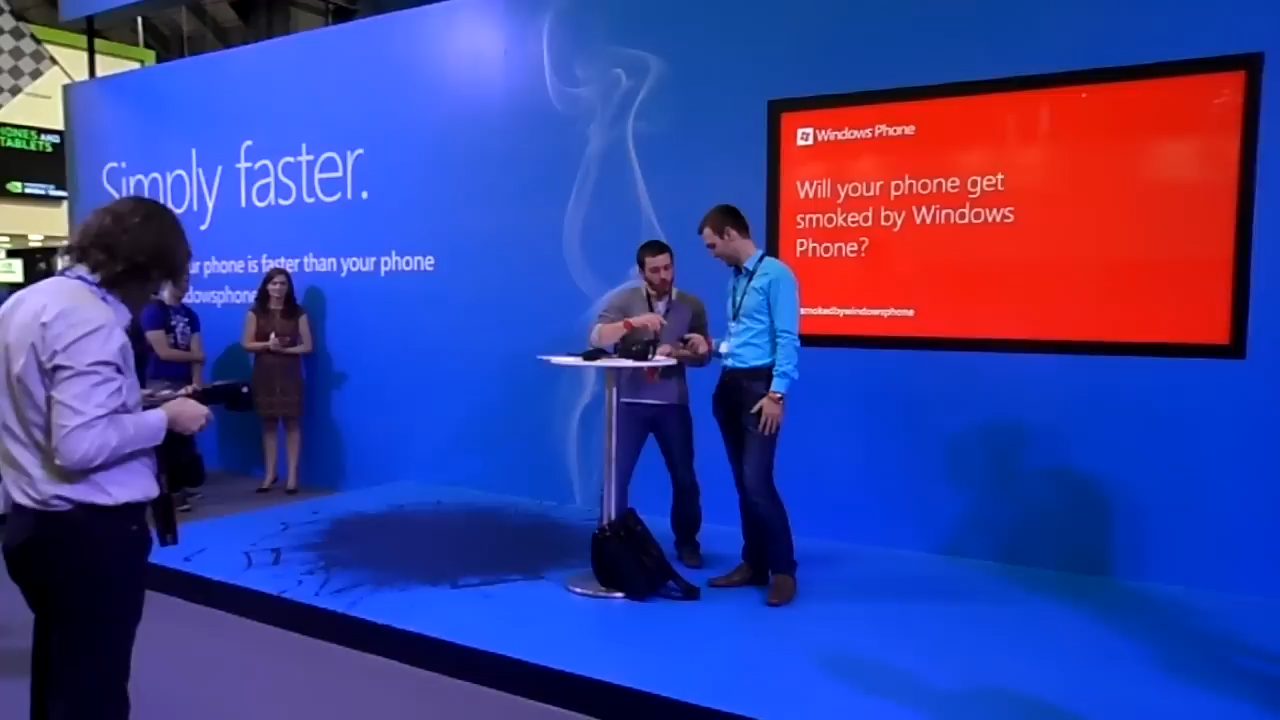 ONES AND
TABLETS
Simply faster.
ur phone is faster than your phone
dowsphone
Windows Phone
Will your phone get
smoked by Windows
Phone?
smokedbywindowsphone